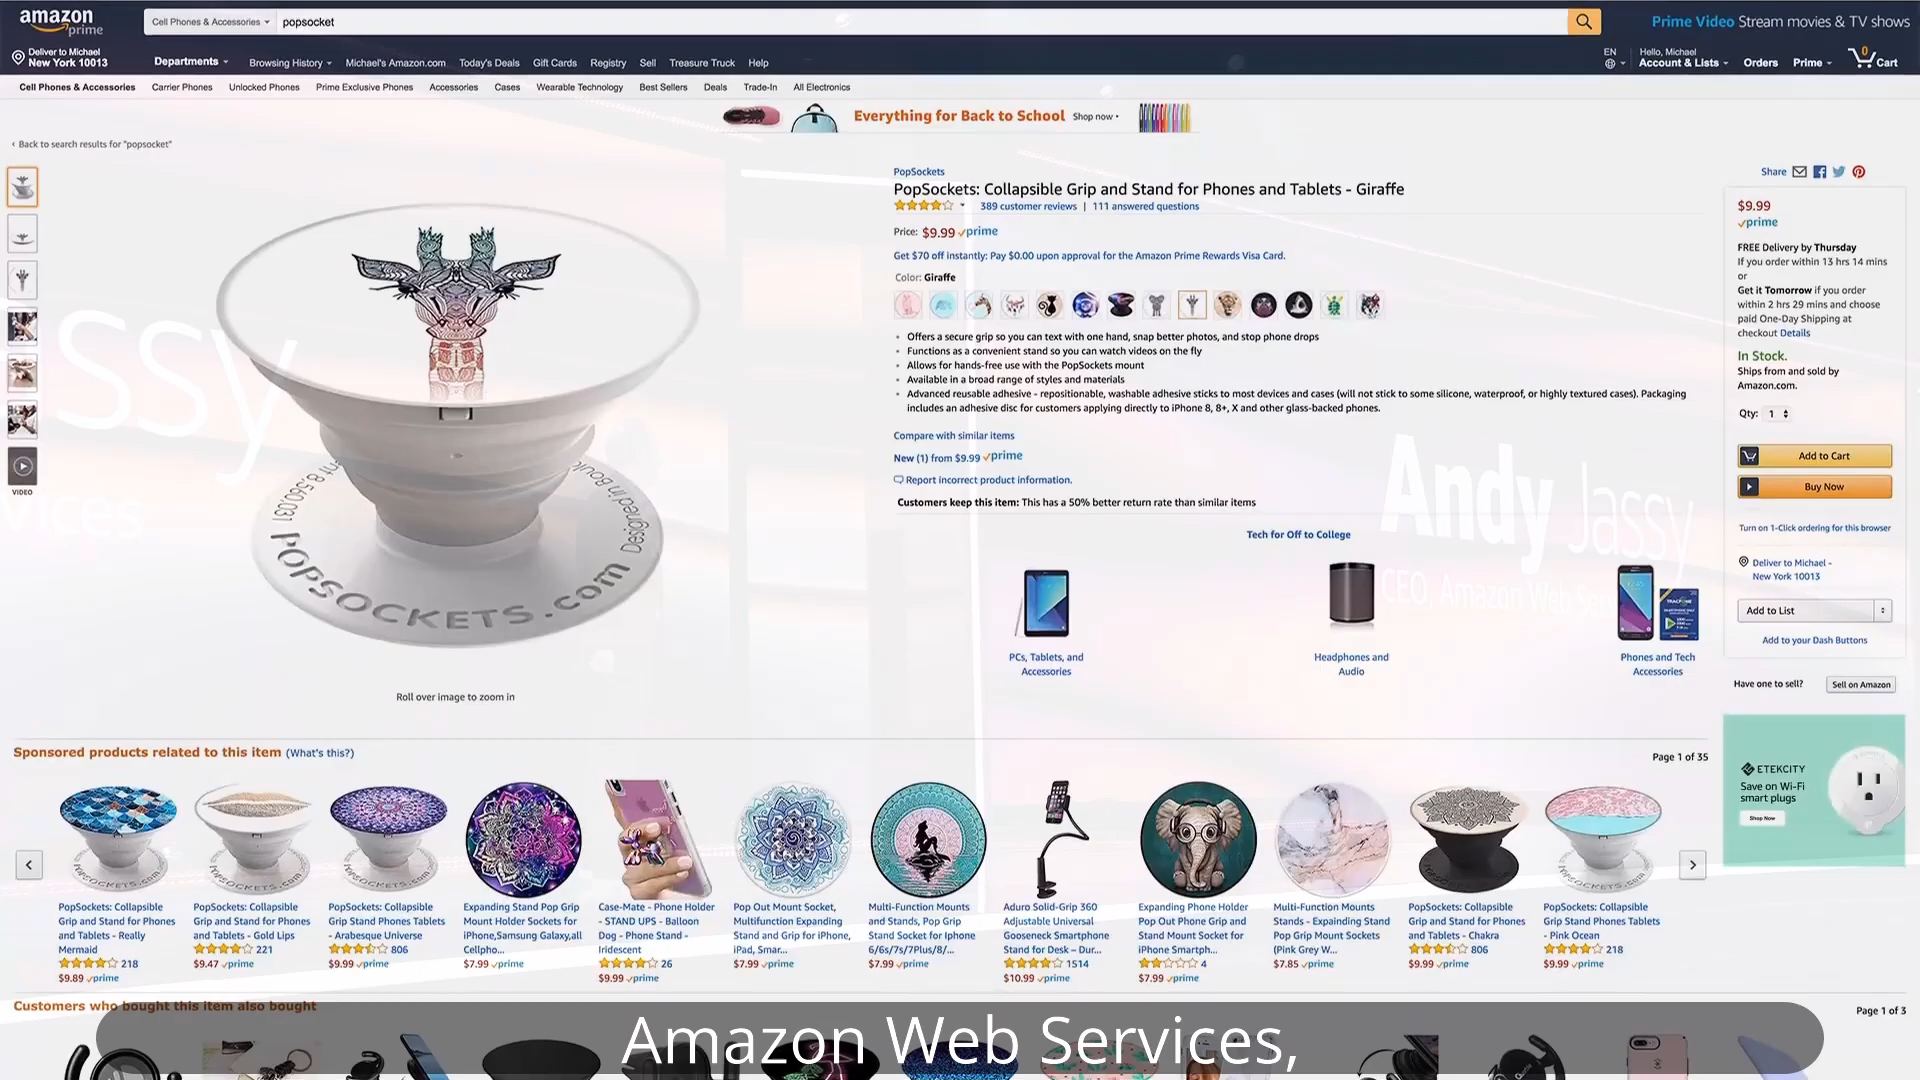 amazon
prime
Cell Phones & Accessories
popsocket
Prime Video Stream movies & TV shows
Deliver to Michael
New York 10013
Departments
Browsing History
Michael's Amazon.com
Today's Deals
Gift Cards
Registry
Sell
Treasure Truck
Help
EN
Hello, Michael
Account & Lists
Orders
Prime
0
Cart
Cell Phones & Accessories
Carrier Phones
Unlocked Phones
Prime Exclusive Phones
Accessories
Cases
Wearable Technology
Best Sellers
Deals
Trade-In
All Electronics
Everything for Back to School Shop now
‹ Back to search results for "popsocket"
VIDEO
POPSOCKETS.com
Roll over image to zoom in
PopSockets
PopSockets: Collapsible Grip and Stand for Phones and Tablets - Giraffe
389 customer reviews | 111 answered questions
Price: $9.99 prime
Get $70 off instantly: Pay $0.00 upon approval for the Amazon Prime Rewards Visa Card.
Color: Giraffe
Offers a secure grip so you can text with one hand, snap better photos, and stop phone drops
Functions as a convenient stand so you can watch videos on the fly
Allows for hands-free use with the PopSockets mount
Available in a broad range of styles and materials
Advanced reusable adhesive - repositionable, washable adhesive sticks to most devices and cases (will not stick to some silicone, waterproof, or highly textured cases). Packaging
includes an adhesive disc for customers applying directly to iPhone 8, 8+, X and other glass-backed phones.
Compare with similar items
New (1) from $9.99 prime
Report incorrect product information.
Customers keep this item: This has a 50% better return rate than similar items
Tech for Off to College
PCs, Tablets, and
Accessories
Headphones and
Audio
Phones and Tech
Accessories
Andy Jassy
CEO, Amazon Web Ser
ssy
vices
Share
$9.99
prime
FREE Delivery by Thursday
If you order within 13 hrs 14 mins
or
Get it Tomorrow if you order
within 2 hrs 29 mins and choose
paid One-Day Shipping at
checkout Details
In Stock.
Ships from and sold by
Amazon.com.
Qty: 1
Add to Cart
Buy Now
Turn on 1-Click ordering for this browser
Deliver to Michael -
New York 10013
Add to List
Add to your Dash Buttons
Have one to sell?
Sell on Amazon
ETEKCITY
Save on Wi-Fi
smart plugs
Shop Now
Sponsored products related to this item (What's this?)
Page 1 of 35
PopSockets: Collapsible
Grip and Stand for Phones
and Tablets - Really
Mermaid
218
$9.89 prime
PopSockets: Collapsible
Grip and Stand for Phones
and Tablets - Gold Lips
221
$9.47 prime
PopSockets: Collapsible
Grip Stand Phones Tablets
- Arabesque Universe
806
$9.99 prime
Expanding Stand Pop Grip
Mount Holder Sockets for
iPhone,Samsung Galaxy,all
Cellpho...
$7.99 prime
Case-Mate - Phone Holder
- STAND UPS - Balloon
Dog - Phone Stand -
Iridescent
26
$9.99 prime
Pop Out Mount Socket,
Multifunction Expanding
Stand and Grip for iPhone,
iPad, Smar...
$7.99 prime
Multi-Function Mounts
and Stands, Pop Grip
Stand Socket for Iphone
6/6s/7s/7Plus/8/...
$7.99 prime
Aduro Solid-Grip 360
Adjustable Universal
Gooseneck Smartphone
Stand for Desk – Dur...
1514
$10.99 prime
Expanding Phone Holder
Pop Out Phone Grip and
Stand Mount Socket for
iPhone Smartph...
4
$7.99 prime
Multi-Function Mounts
Stands - Expainding Stand
Pop Grip Mount Sockets
(Pink Grey W...
$7.85 prime
PopSockets: Collapsible
Grip and Stand for Phones
and Tablets - Chakra
806
$9.99 prime
PopSockets: Collapsible
Grip Stand Phones Tablets
- Pink Ocean
218
$9.99 prime
Customers who bought this item also bought
Page 1 of 3
Amazon Web Services,